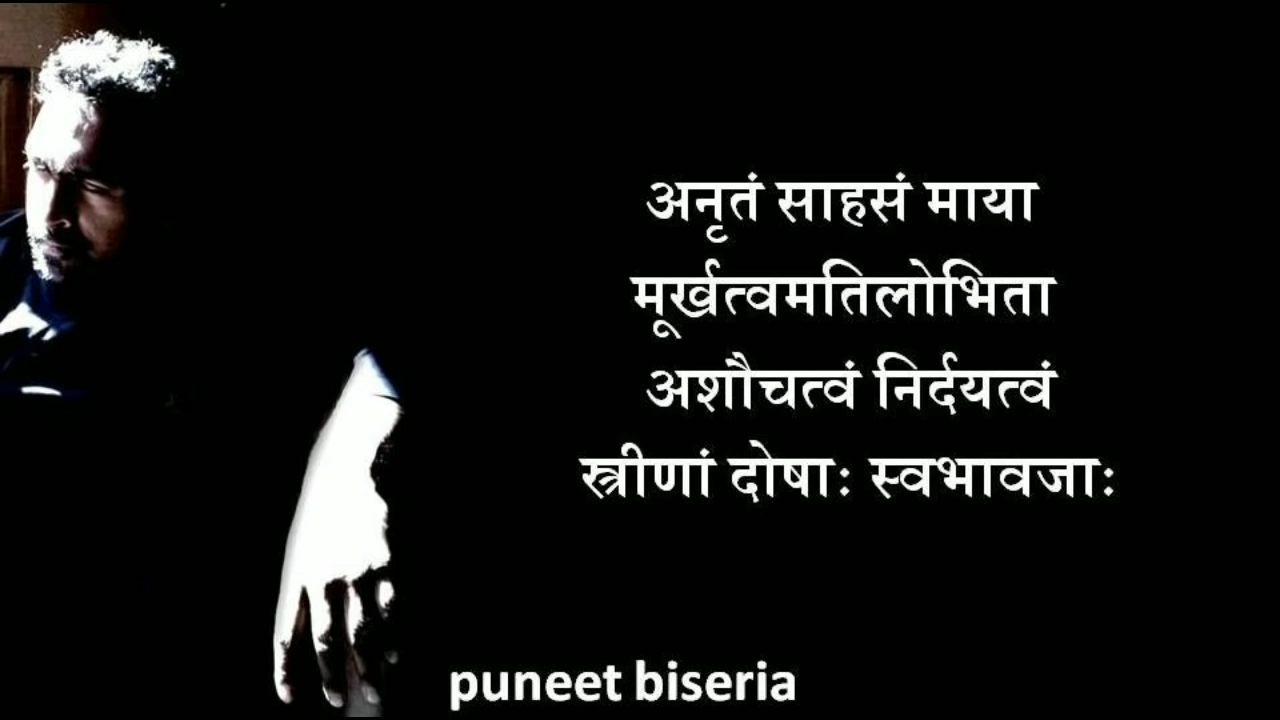 अनृतं साहसं माया
मूर्खत्वमतिलोभिता
अशौचत्वं निर्दयत्वं
स्त्रीणां दोषाः स्वभावजाः
puneet biseria